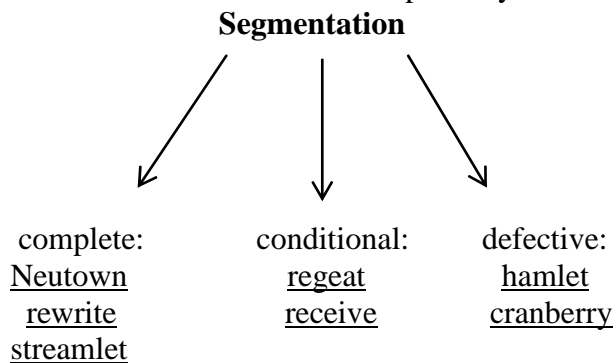 Segmentation
complete: conditional: defective:
Neutown regeat hamlet
rewrite receive cranberry
streamlet